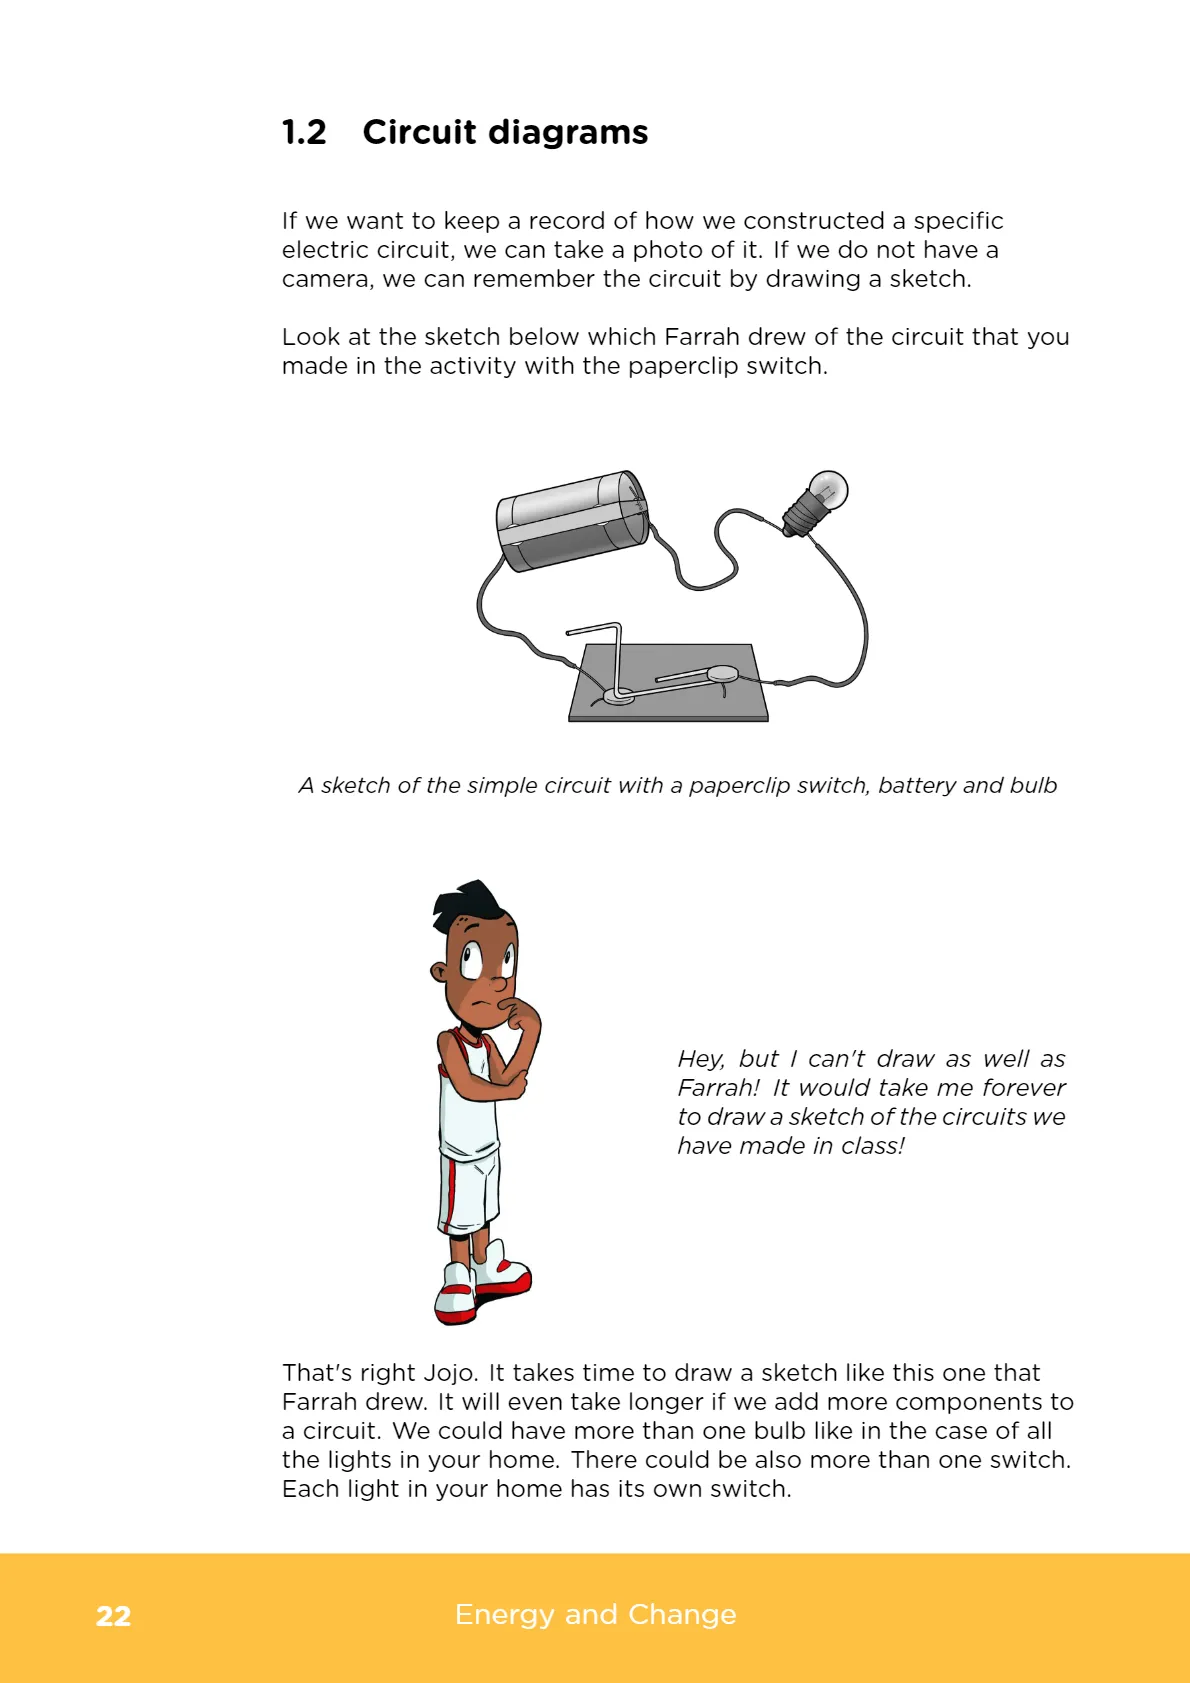 1.2 Circuit diagrams
If we want to keep a record of how we constructed a specific
electric circuit, we can take a photo of it. If we do not have a
camera, we can remember the circuit by drawing a sketch.
Look at the sketch below which Farrah drew of the circuit that you
made in the activity with the paperclip switch.
A sketch of the simple circuit with a paperclip switch, battery and bulb
Hey, but I can't draw as well as
Farrah! It would take me forever
to draw a sketch of the circuits we
have made in class!
That's right Jojo. It takes time to draw a sketch like this one that
Farrah drew. It will even take longer if we add more components to
a circuit. We could have more than one bulb like in the case of all
the lights in your home. There could be also more than one switch.
Each light in your home has its own switch.
22
Energy and Change